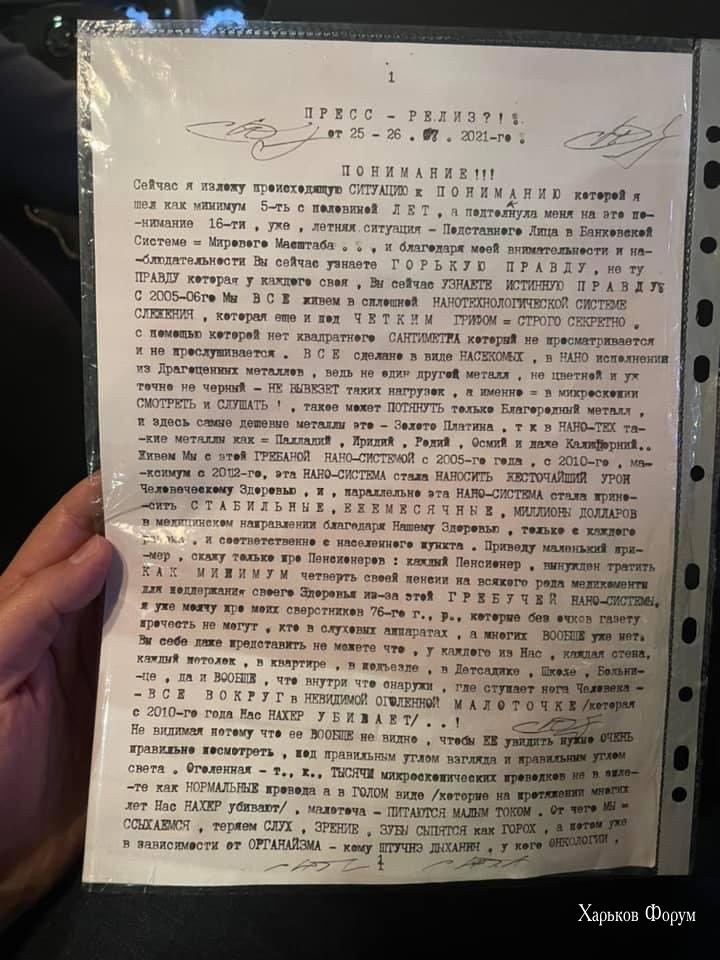 1
ПРЕСС - РЕЛИЗ?!
от 25 - 26 . 07 . 2021-го
ПОНИМАНИЕ!!!
Сейчас я изложу происходящую СИТУАЦИЮ к ПОНИМАНИЮ которой я
шел как минимум 5-ть с половиной ЛЕТ, а подтолкнула меня на это по-
-нимание 16-ти , уже , летняя ситуация - Подставного Лица в Банковской
Системе = Мирового Масштаба . . , и благодаря моей внимательности и на-
-блюдательности Вы сейчас узнаете ГОРЬКУЮ ПРАВДУ, не ту
ПРАВДУ которая у каждого своя , Вы сейчас УЗНАЕТЕ ИСТИННУЮ ПРАВДУ
С 2005-06го Мы ВСЕ живем в сплошной НАНОТЕХНОЛОГИЧЕСКОЙ СИСТЕМЕ
СЛЕЖЕНИЯ , которая еще и под ЧЕТКИМ ГРИФОМ = СТРОГО СЕКРЕТНО .
с помощью которой нет квадратного САНТИМЕТРА который не просматривается
и не прослушивается . ВСЕ сделано в виде НАСЕКОМЫХ , в НАНО исполнении
из Драгоценных металлов , ведь не один другой металл , не цветной и уж
точно не черный - НЕ ВЫВЕЗЕТ таких нагрузок , а именно = в микроскопии
СМОТРЕТЬ и СЛУШАТЬ ! , такое может ПОТЯНУТЬ только Благородный металл ,
и здесь самые дешевые металлы это - Золото Платина , т к в НАНО-ТЕХ та-
-кие металлы как = Палладий , Иридий , Родий , Осмий и даже Калифорний..
Живем Мы с этой ГРЕБАНОЙ НАНО-СИСТЕМОЙ с 2005-го года , с 2010-го , ма-
-ксимум с 2012-го, эта НАНО-СИСТЕМА стала НАНОСИТЬ ЖЕСТОЧАЙШИЙ УРОН
Человеческому Здоровью , и , параллельно эта НАНО-СИСТЕМА стала прино-
-сить СТАБИЛЬНЫЕ, ЕЖЕМЕСЯЧНЫЕ, МИЛЛИОНЫ ДОЛЛАРОВ
в медицинском направлении благодаря Нашему Здоровью , только с каждого
, и соответственно с населенного пункта . Приведу маленький при-
-мер , скажу только про Пенсионеров : каждый Пенсионер , вынужден тратить
КАК МИНИМУМ четверть своей пенсии на всякого рода медикаменты
для поддержания своего Здоровья из-за этой ГРЕБУЧЕЙ НАНО-СИСТЕМЫ,
я уже молчу про моих сверстников 76-го г., р., которые без очков газету
прочесть не могут , кто в слуховых аппаратах , а многих ВООБЩЕ уже нет.
Вы себе даже представить не можете что , у каждого из Нас , каждая стена,
каждый потолок , в квартире , в подъезде , в Детсадике , Школе , Больни-
-це , да и ВООБЩЕ , что внутри что снаружи , где ступает нога Человека -
- ВСЕ ВОКРУГ в НЕВИДИМОЙ ОГОЛЕННОЙ МАЛОТОЧКЕ /которая
с 2010-го года Нас НАХЕР УБИВАЕТ/ . . !
Не видимая потому что ее ВООБЩЕ не видно , чтобы ЕЕ увидить нужно ОЧЕНЬ
правильно посмотреть , под правильным углом взгляда и правильным углом
света . Оголенная - т., к., ТЫСЯЧИ микроскопических проводков не в опле-
-те как НОРМАЛЬНЫЕ провода а в ГОЛОМ виде /которые на протяжении многих
лет Нас НАХЕР убивают/ , малоточа - ПИТАЮТСЯ МАЛЫМ ТОКОМ . От чего МЫ =
ССЫХАЕМСЯ , теряем СЛУХ , ЗРЕНИЕ , ЗУБЫ СЫПЯТСЯ как ГОРОХ , а потом уже
в зависимости от ОРГАНАЙЗМА - кому ШТУЧНЭ ДЫХАНИЧ , у кого ОНКОЛОГИИ ,
1
Харьков Форум